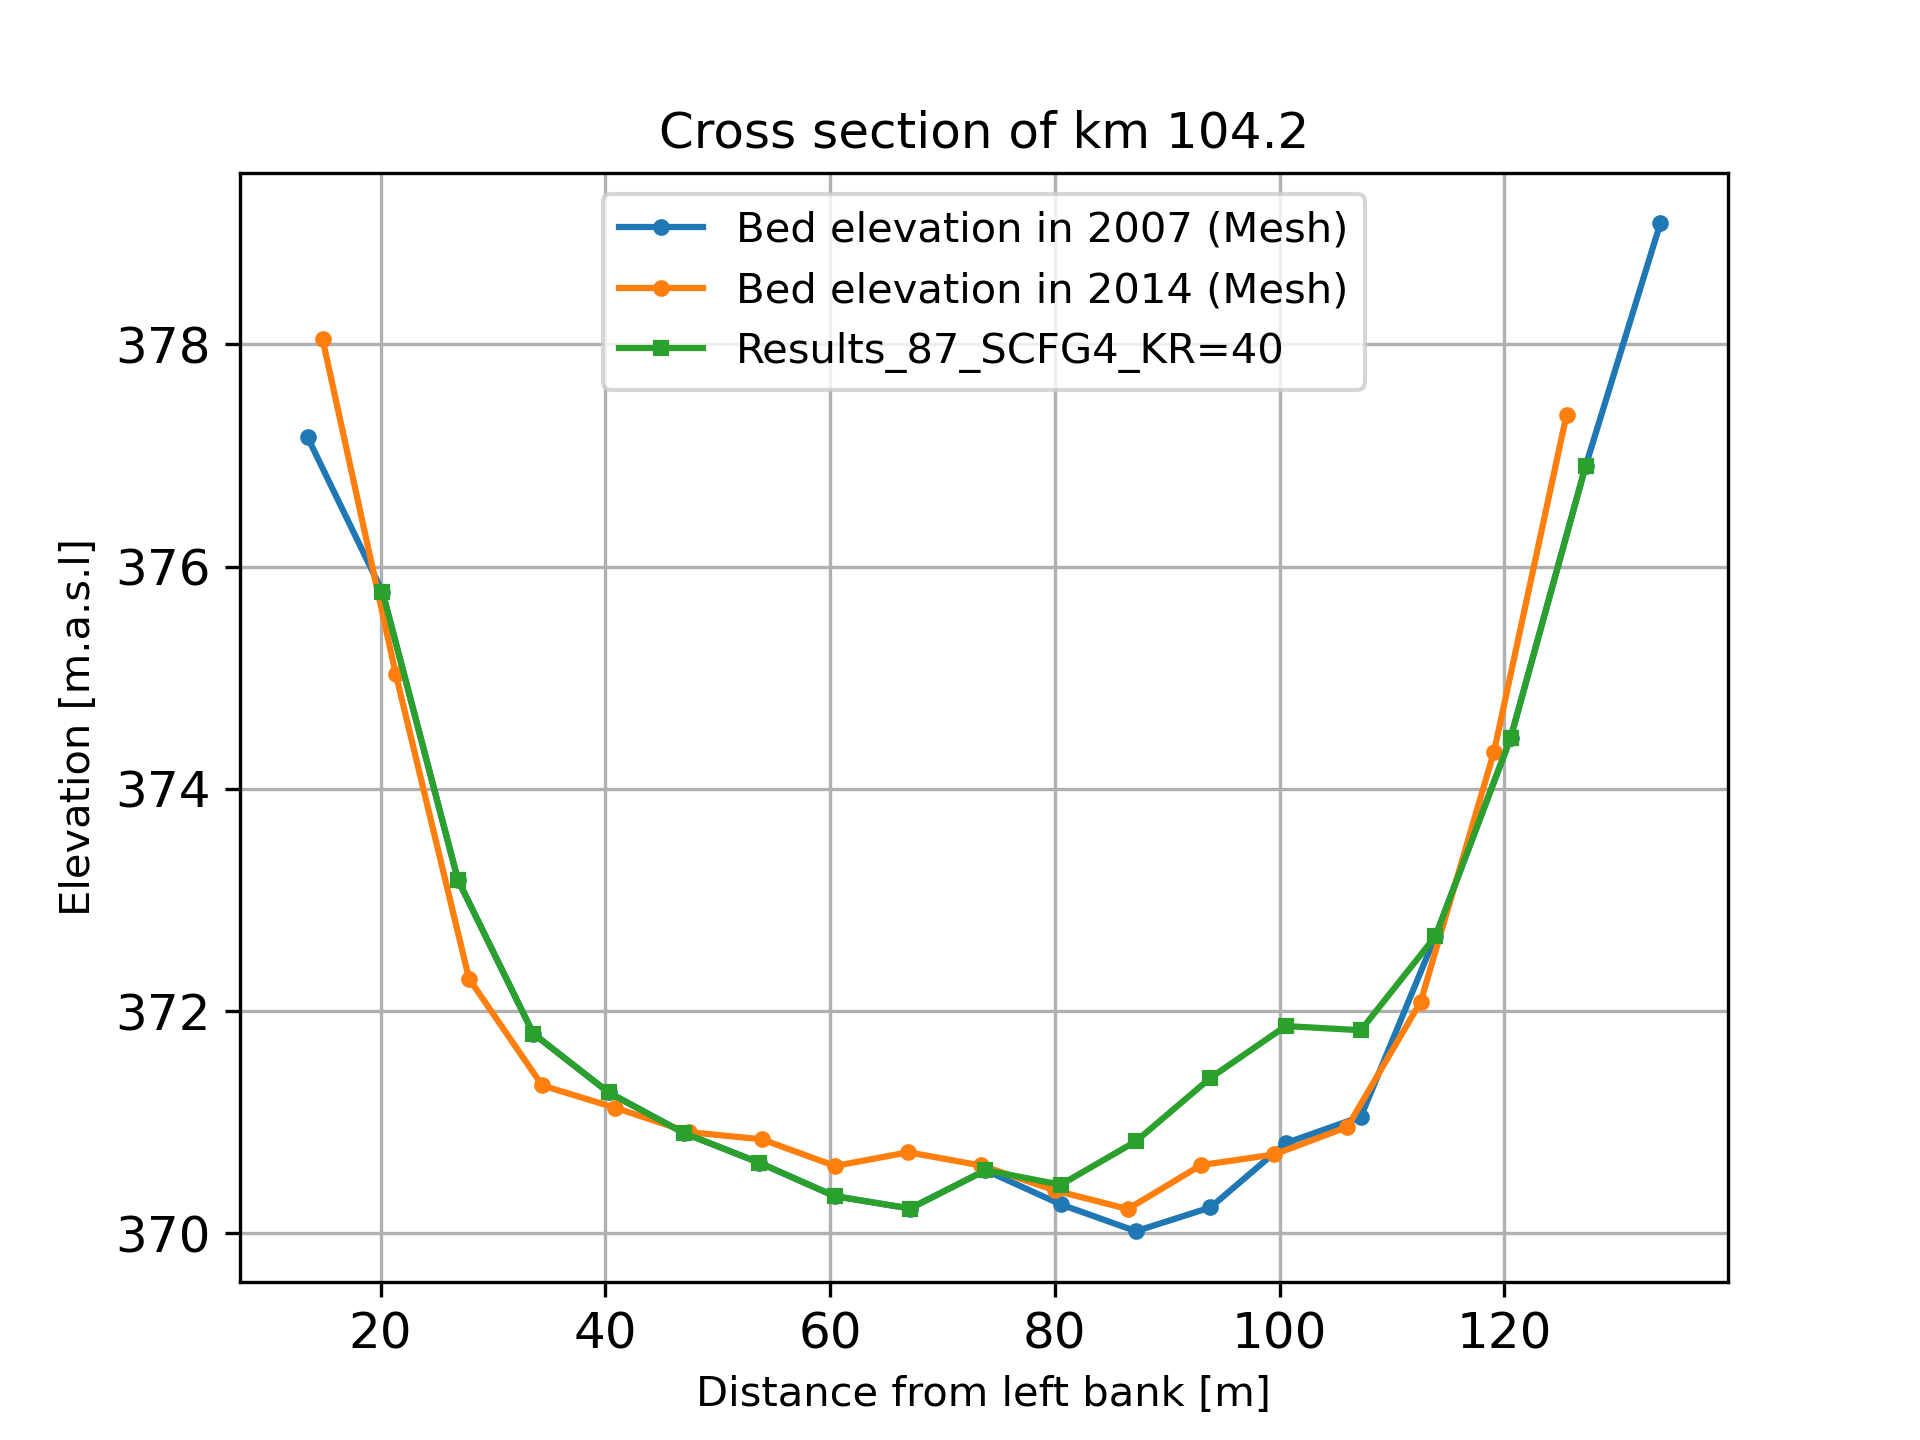 Cross section of km 104.2
Bed elevation in 2007 (Mesh)
Bed elevation in 2014 (Mesh)
Results_87_SCFG4_KR=40
Elevation [m.a.s.l]
378
376
374
372
370
20 40 60 80 100 120
Distance from left bank [m]